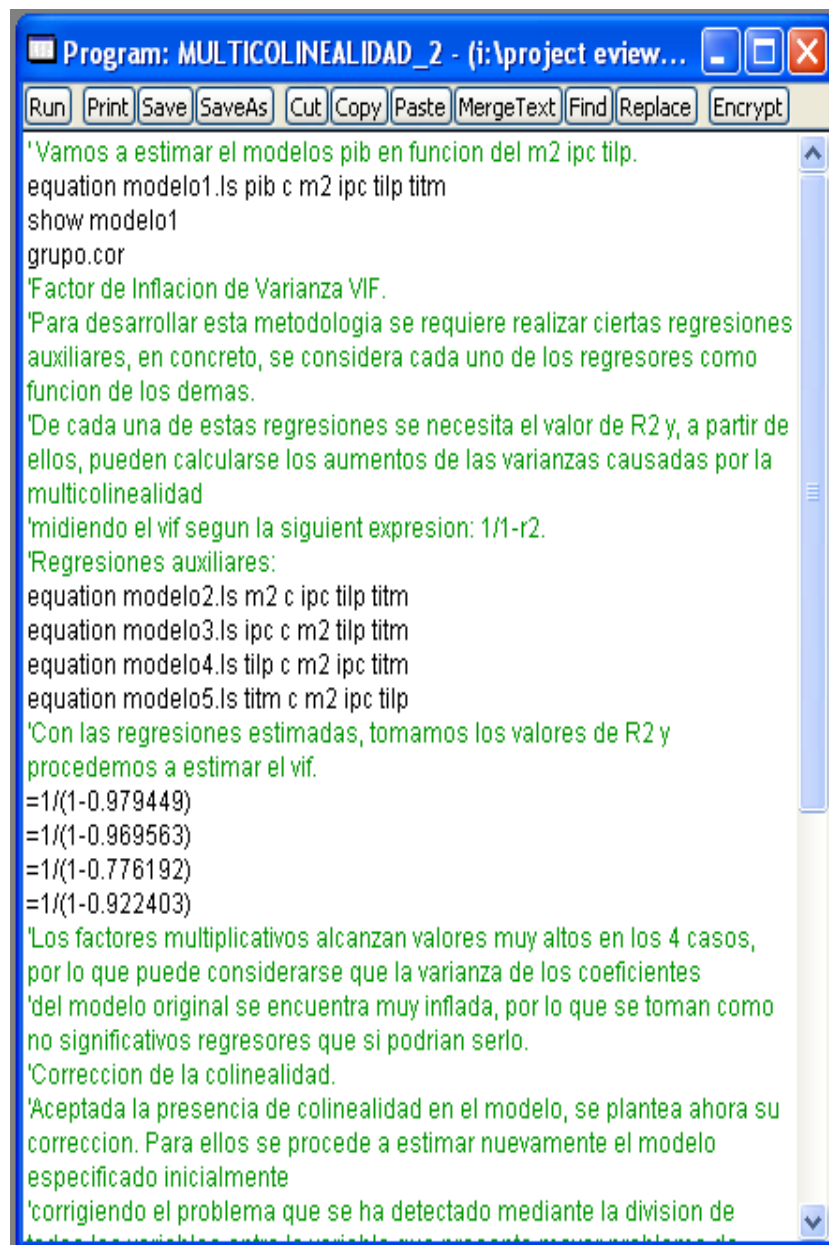 Program: MULTICOLINEALIDAD_2 - (i:\project eview...
Run Print Save SaveAs Cut Copy Paste MergeText Find Replace Encrypt
'Vamos a estimar el modelos pib en funcion del m2 ipc tilp.
equation modelo1.ls pib c m2 ipc tilp titm
show modelo1
grupo.cor
'Factor de Inflacion de Varianza VIF.
'Para desarrollar esta metodologia se requiere realizar ciertas regresiones
auxiliares, en concreto, se considera cada uno de los regresores como
funcion de los demas.
'De cada una de estas regresiones se necesita el valor de R2 y, a partir de
ellos, pueden calcularse los aumentos de las varianzas causadas por la
multicolinealidad
'midiendo el vif segun la siguient expresion: 1/1-r2.
'Regresiones auxiliares:
equation modelo2.ls m2 c ipc tilp titm
equation modelo3.ls ipc c m2 tilp titm
equation modelo4.ls tilp c m2 ipc titm
equation modelo5.ls titm c m2 ipc tilp
'Con las regresiones estimadas, tomamos los valores de R2 y
procedemos a estimar el vif.
=1/(1-0.979449)
=1/(1-0.969563)
=1/(1-0.776192)
=1/(1-0.922403)
'Los factores multiplicativos alcanzan valores muy altos en los 4 casos,
por lo que puede considerarse que la varianza de los coeficientes
'del modelo original se encuentra muy inflada, por lo que se toman como
no significativos regresores que si podrian serlo.
'Correccion de la colinealidad.
'Aceptada la presencia de colinealidad en el modelo, se plantea ahora su
correccion. Para ellos se procede a estimar nuevamente el modelo
especificado inicialmente
'corrigiendo el problema que se ha detectado mediante la division de